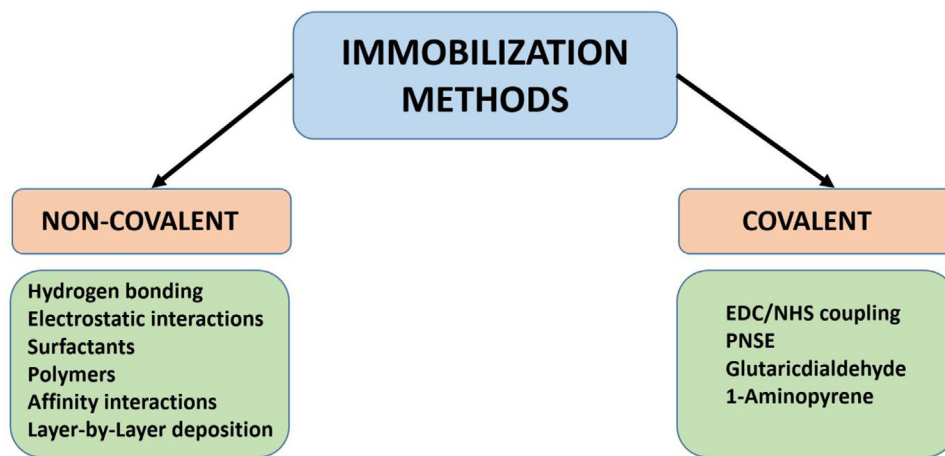 IMMOBILIZATION
METHODS
NON-COVALENT
COVALENT
Hydrogen bonding
Electrostatic interactions
Surfactants
Polymers
Affinity interactions
Layer-by-Layer deposition
EDC/NHS coupling
PNSE
Glutaricdialdehyde
1-Aminopyrene